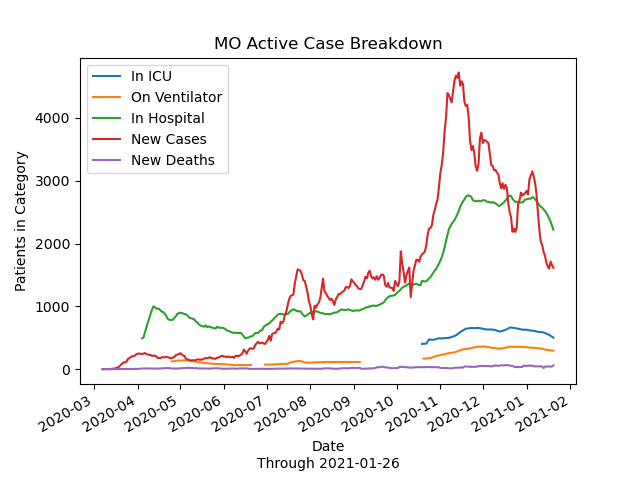 MO Active Case Breakdown
In ICU
On Ventilator
In Hospital
New Cases
New Deaths
Patients in Category
4000
3000
2000
1000
0
2020-03
2020-04
2020-05
2020-06
2020-07
2020-08
2020-09
2020-10
2020-11
2020-12
2021-01
2021-02
Date
Through 2021-01-26